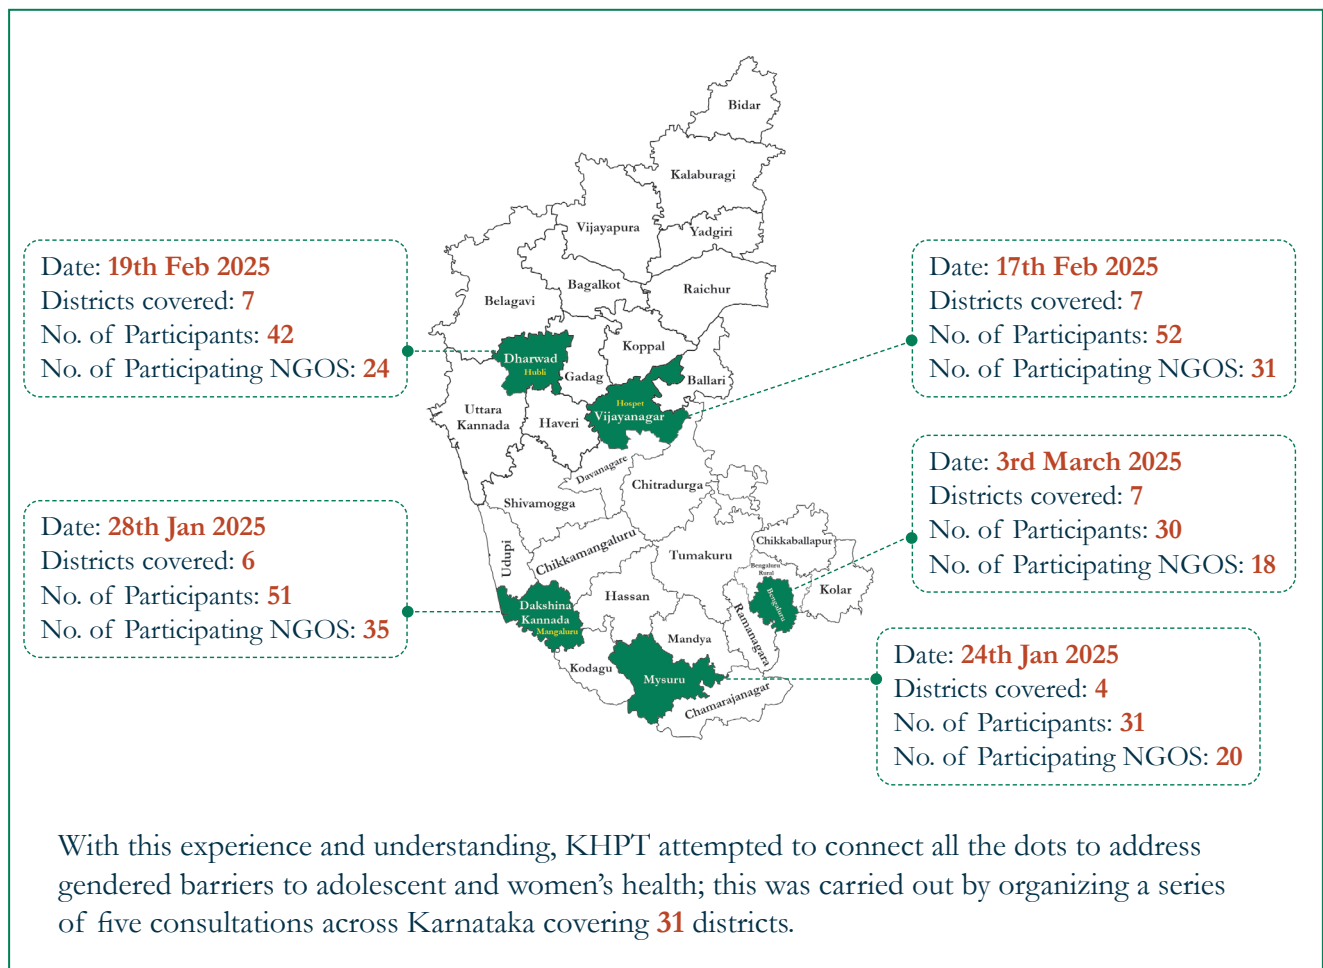 Bidar
Kalaburagi
Vijayapura
Yadgiri
Bagalkot
Raichur
Belagavi
Date: 19th Feb 2025
Districts covered: 7
No. of Participants: 42
No. of Participating NGOS: 24
Date: 17th Feb 2025
Districts covered: 7
No. of Participants: 52
No. of Participating NGOS: 31
Koppal
Dharwad
Hubli
Gadag
Ballari
Hospet
Vijayanagar
Uttara
Kannada
Haveri
Davanagare
Chitradurga
Shivamogga
Date: 3rd March 2025
Districts covered: 7
No. of Participants: 30
No. of Participating NGOS: 18
Date: 28th Jan 2025
Districts covered: 6
No. of Participants: 51
No. of Participating NGOS: 35
Udupi
Chikkamangaluru
Tumakuru
Chikkaballapur
Bengaluru
Rural
Bengaluru
Kolar
Hassan
Ramanagara
Dakshina
Kannada
Mangaluru
Mandya
Kodagu
Mysuru
Chamarajanagar
Date: 24th Jan 2025
Districts covered: 4
No. of Participants: 31
No. of Participating NGOS: 20
With this experience and understanding, KHPT attempted to connect all the dots to address
gendered barriers to adolescent and women’s health; this was carried out by organizing a series
of five consultations across Karnataka covering 31 districts.